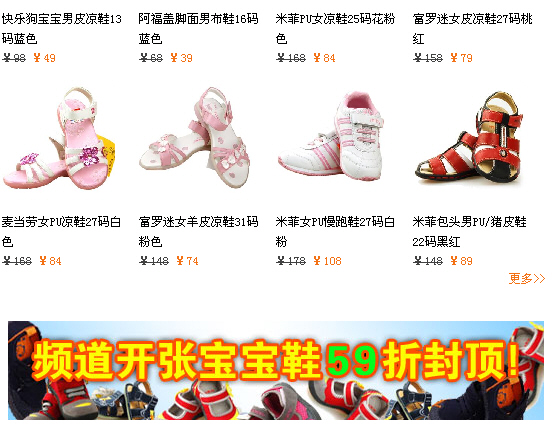 快乐狗宝宝男皮凉鞋13
码蓝色
¥98 ¥49
阿福盖脚面男布鞋16码
蓝色
¥68 ¥39
米菲PU女凉鞋25码花粉
色
¥168 ¥84
富罗迷女皮凉鞋27码桃
红
¥158 ¥79
麦当劳女PU凉鞋27码白
色
¥168 ¥84
富罗迷女羊皮凉鞋31码
粉色
¥148 ¥74
米菲女PU慢跑鞋27码白
粉
¥178 ¥108
米菲包头男PU/猪皮鞋
22码黑红
¥148 ¥89
更多>>
频道开张宝宝鞋59折封顶!